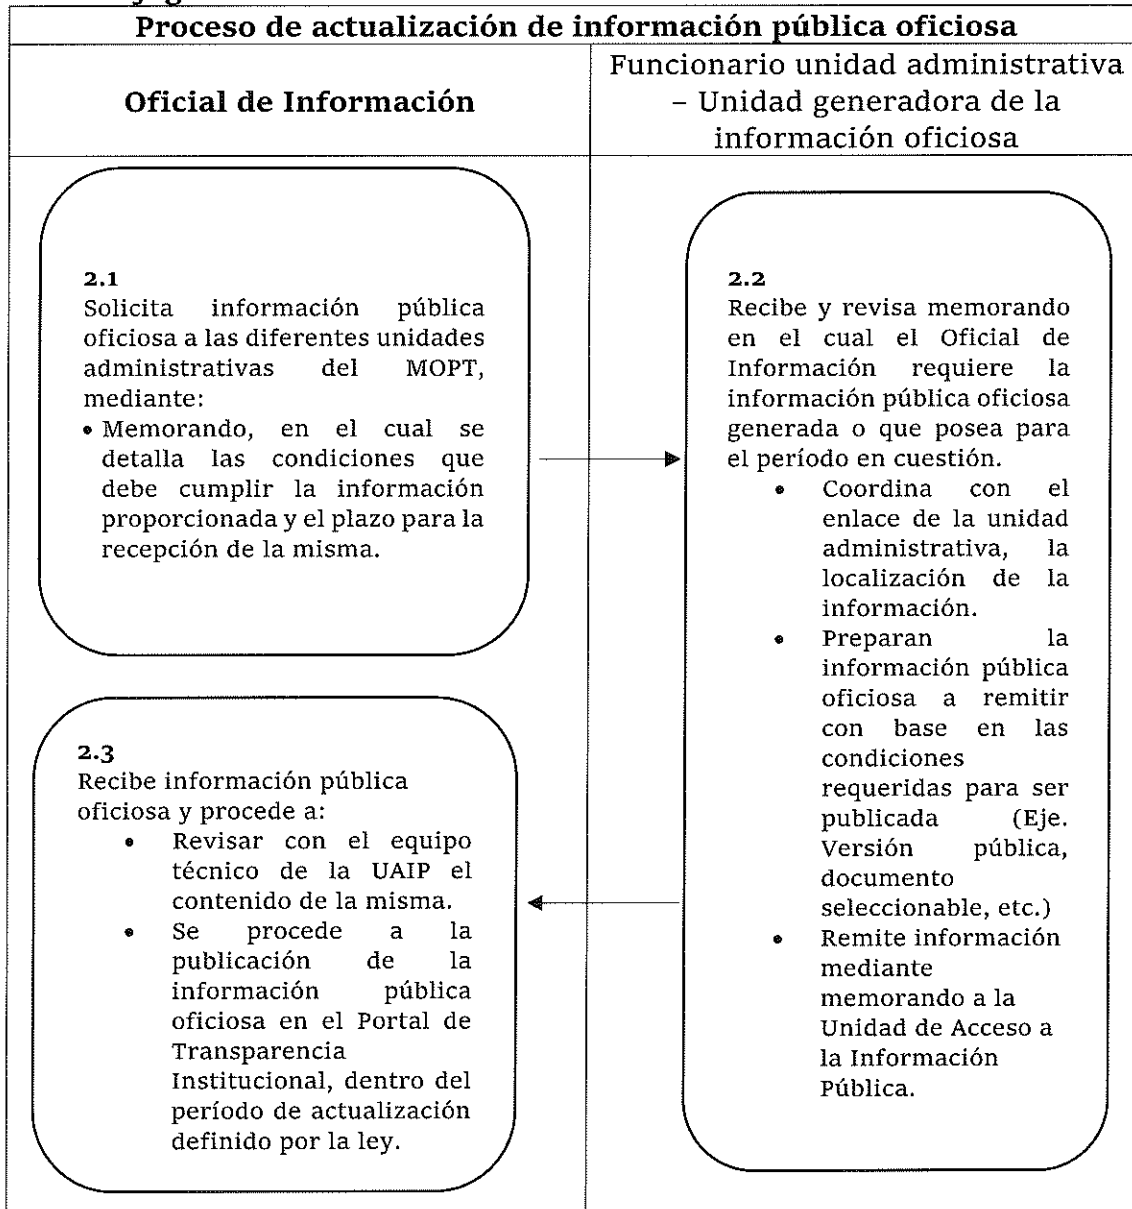 Proceso de actualización de información pública oficiosa
Oficial de Información
Funcionario unidad administrativa
– Unidad generadora de la
información oficiosa
2.1
Solicita información pública
oficiosa a las diferentes unidades
administrativas del MOPT,
mediante:
• Memorando, en el cual se
detalla las condiciones que
debe cumplir la información
proporcionada y el plazo para la
recepción de la misma.
2.2
Recibe y revisa memorando
en el cual el Oficial de
Información requiere la
información pública oficiosa
generada o que posea para
el período en cuestión.
• Coordina con el
enlace de la unidad
administrativa, la
localización de la
información.
• Preparan la
información pública
oficiosa a remitir
con base en las
condiciones
requeridas para ser
publicada (Eje.
Versión pública,
documento
seleccionable, etc.)
• Remite información
mediante
memorando a la
Unidad de Acceso a
la Información
Pública.
2.3
Recibe información pública
oficiosa y procede a:
• Revisar con el equipo
técnico de la UAIP el
contenido de la misma.
• Se procede a la
publicación de la
información pública
oficiosa en el Portal de
Transparencia
Institucional, dentro del
período de actualización
definido por la ley.